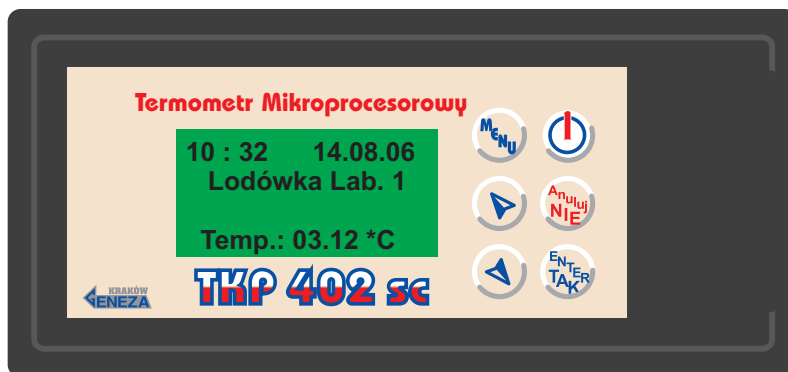 Termometr Mikroprocesorowy
10 : 32 14.08.06
Lodówka Lab. 1
Temp.: 03.12 *C
TKP 402 sc
KRAKÓW
GENEZA
MENU
Anuluj
NIE
ENTER
TAK